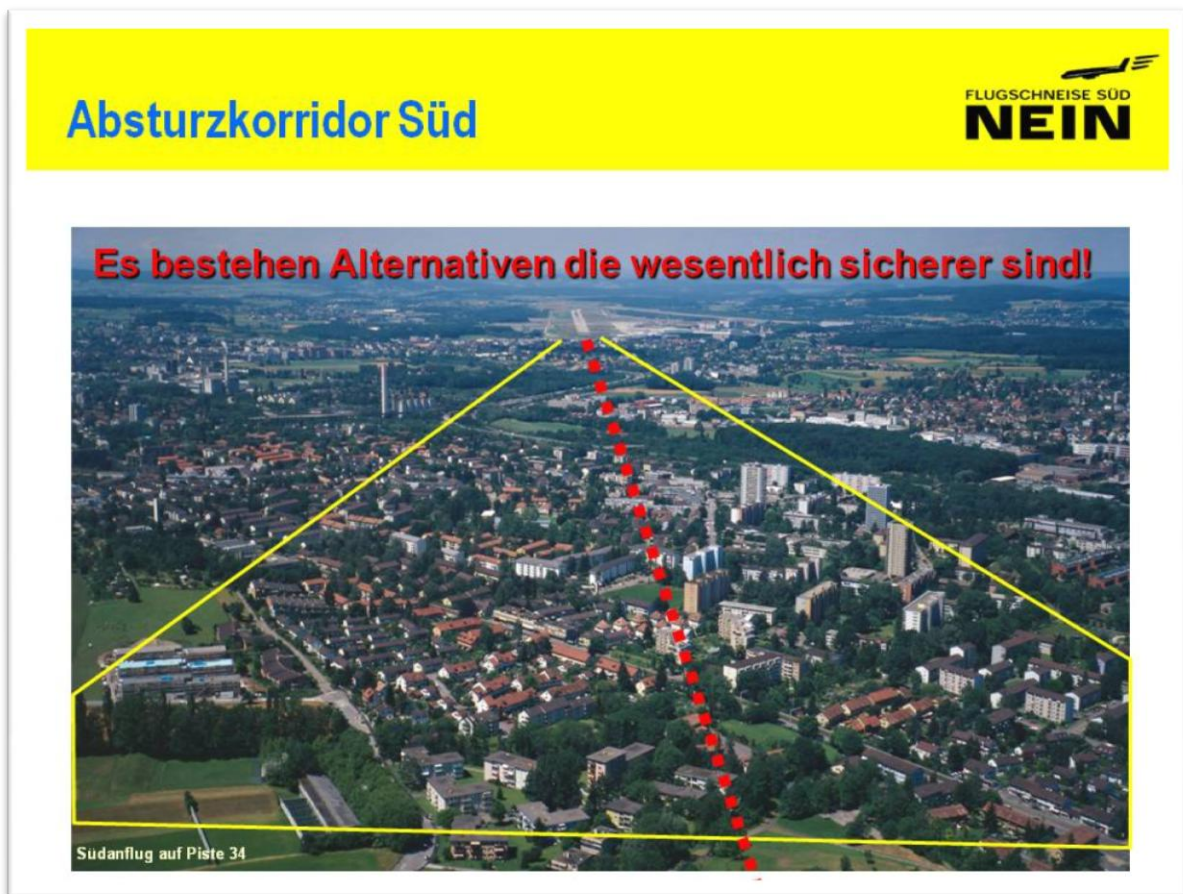 Absturzkorridor Süd
FLUGSCHNEISE SÜD
NEIN
Es bestehen Alternativen die wesentlich sicherer sind!
Südanflug auf Piste 34